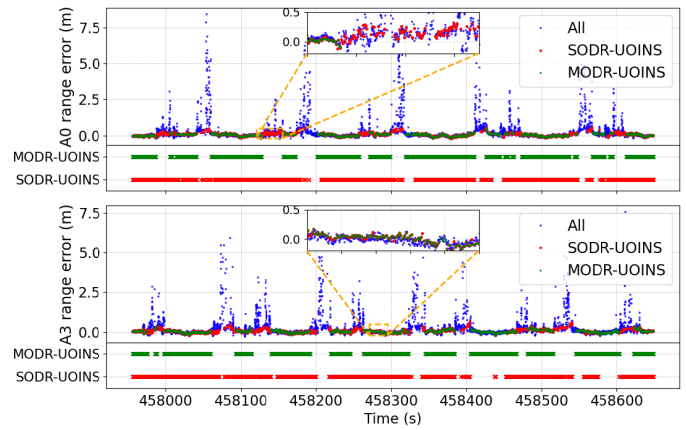 A0 range error (m)
7.5
5.0
2.5
0.0
0.5
0.0
All
SODR-UOINS
MODR-UOINS
MODR-UOINS
SODR-UOINS
A3 range error (m)
7.5
5.0
2.5
0.0
0.5
0.0
All
SODR-UOINS
MODR-UOINS
MODR-UOINS
SODR-UOINS
458000 458100 458200 458300 458400 458500 458600
Time (s)